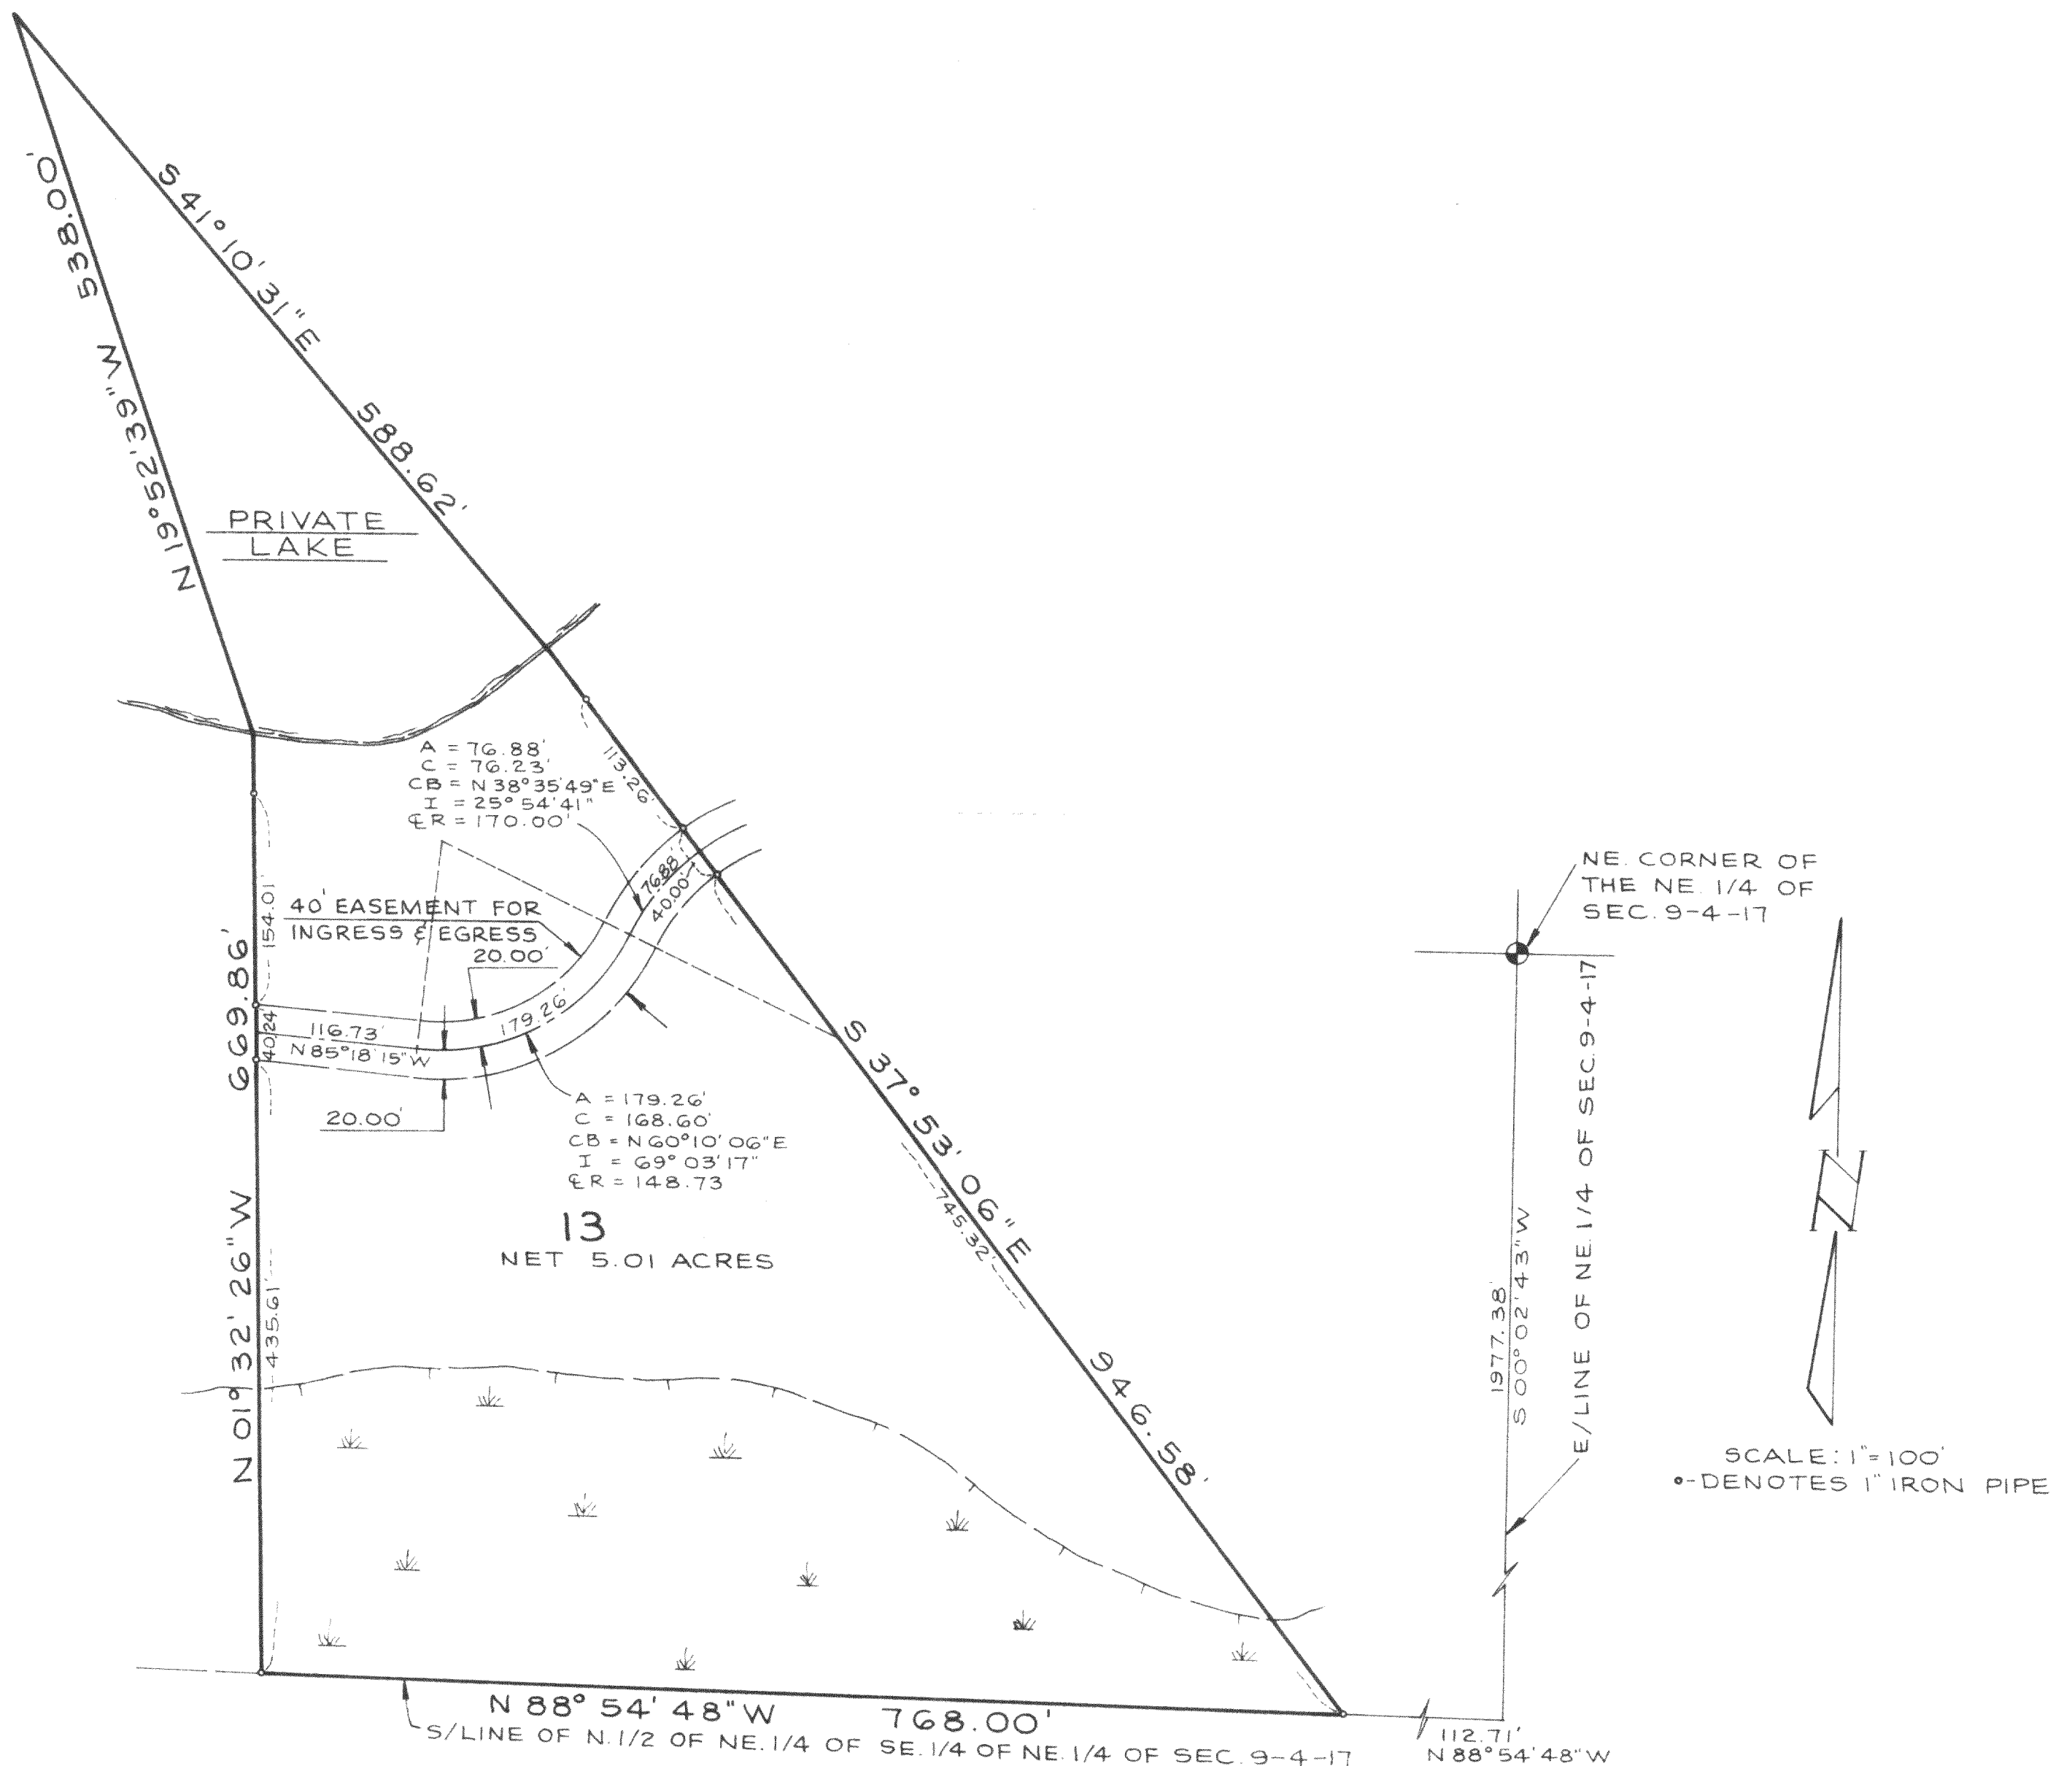 N 19°52'39" W 538.00'
S 41° 10' 31" E 588.62'
PRIVATE
LAKE
A = 76.88'
C = 76.23'
CB = N 38°35'49"E
I = 25°54'41"
℄R = 170.00'
113.26'
76.88'
40.00'
40' EASEMENT FOR
INGRESS & EGRESS
20.00'
154.01'
40.24'
116.73'
N 85°18'15"W
179.26'
20.00'
A = 179.26'
C = 168.60'
CB = N 60°10'06"E
I = 69°03'17"
℄R = 148.73
13
NET 5.01 ACRES
N 01° 32' 26" W 669.86'
435.61'
S 37° 53' 06" E 946.58'
745.32'
N 88° 54' 48" W 768.00'
S/LINE OF N.1/2 OF NE.1/4 OF SE.1/4 OF NE.1/4 OF SEC. 9-4-17
112.71'
N 88°54'48"W
NE. CORNER OF
THE NE. 1/4 OF
SEC. 9-4-17
1977.38'
S 00°02'43"W
E/LINE OF NE. 1/4 OF SEC. 9-4-17
N
SCALE: 1"=100'
o-DENOTES 1" IRON PIPE